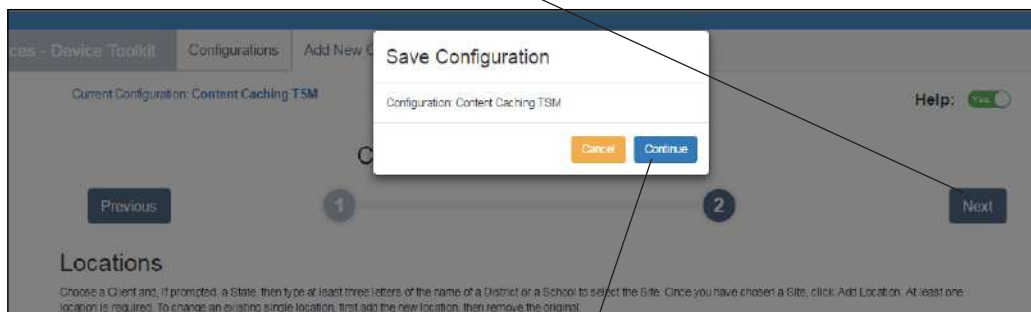 ces - Device Toolkit Configurations Add New C
Save Configuration
Current Configuration: Content Caching TSM
Configuration: Content Caching TSM
Help: Yes
Cancel Continue
C
Previous 1 2 Next
Locations
Choose a Client and, if prompted, a State, then type at least three letters of the name of a District or a School to select the Site. Once you have chosen a Site, click Add Location. At least one
location is required. To change an existing single location, first add the new location, then remove the original.